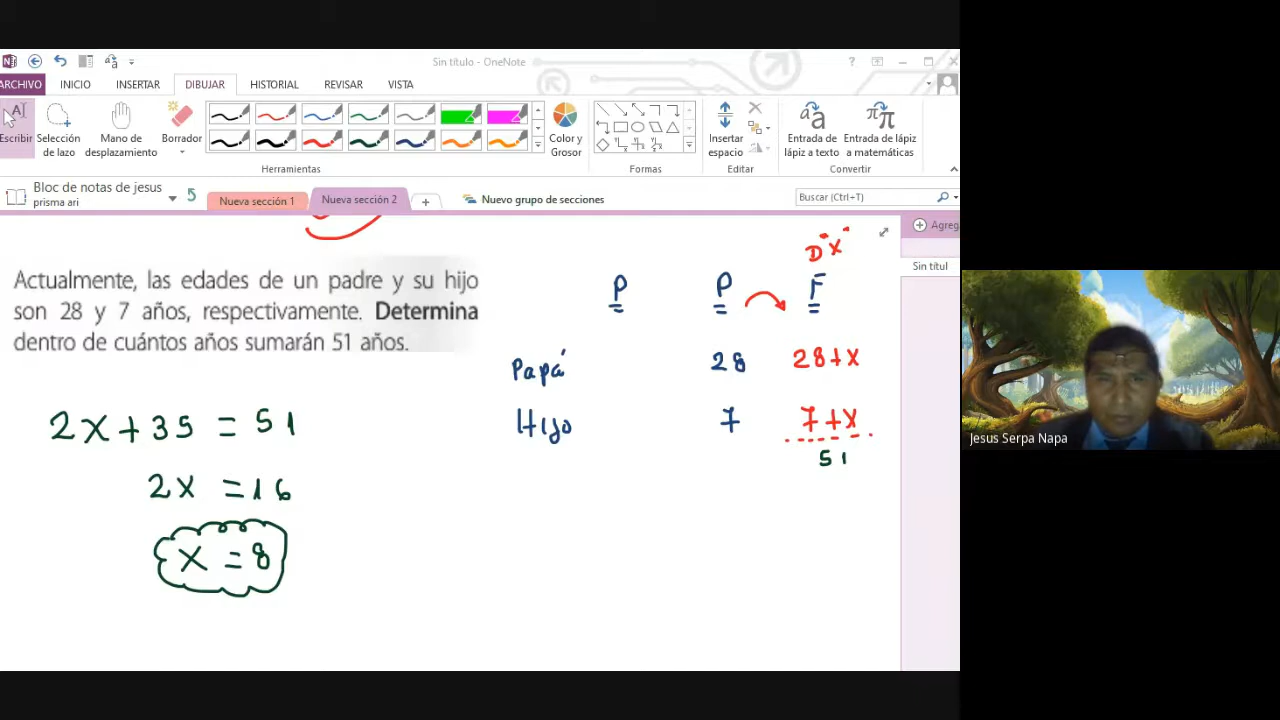 Sin título - OneNote
ARCHIVO INICIO INSERTAR DIBUJAR HISTORIAL REVISAR VISTA
Escribir
Selección de lazo
Mano de desplazamiento
Borrador
Color y Grosor
Insertar espacio
Entrada de lápiz a texto
Entrada de lápiz a matemáticas
Herramientas
Formas
Editar
Convertir
Bloc de notas de jesus
prisma ari
Nueva sección 1
Nueva sección 2
Nuevo grupo de secciones
Buscar (Ctrl+T)
Agrega
Sin títul
Actualmente, las edades de un padre y su hijo
son 28 y 7 años, respectivamente. Determina
dentro de cuántos años sumarán 51 años.
2x + 35 = 51
2x = 16
x = 8
D" x"
P P F
Papá 28 28+x
Hijo 7 7+x
51
Jesus Serpa Napa